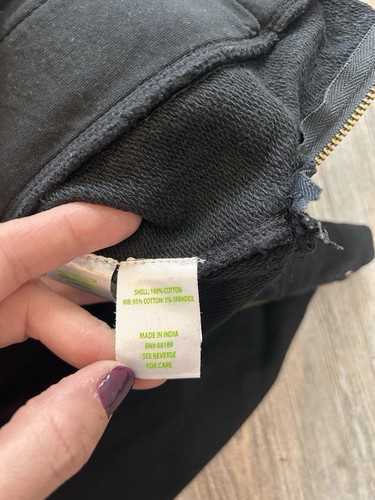 SHELL: 100% COTTON
RIB: 95% COTTON/ 5% SPANDEX
MADE IN INDIA
RN# 88189
SEE REVERSE
FOR CARE